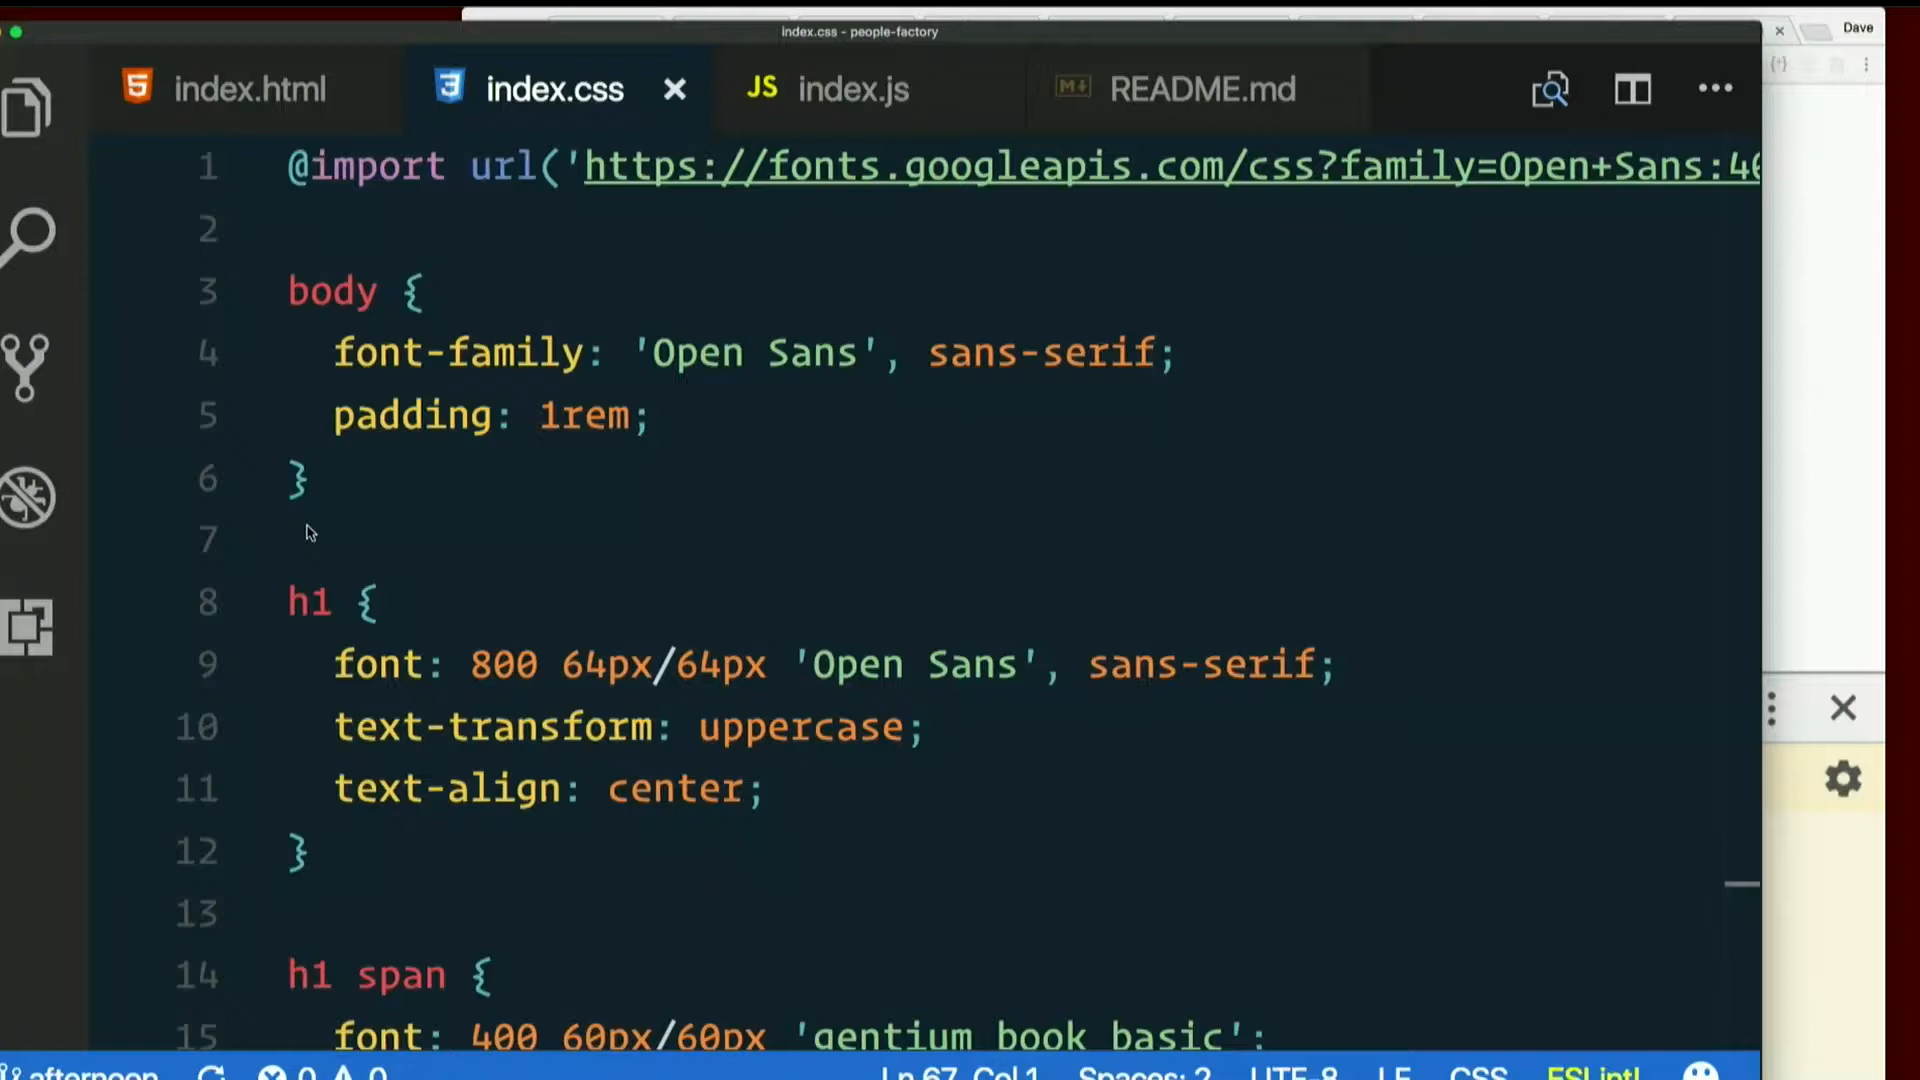 index.css - people-factory
Dave
index.html
index.css
JS index.js
M README.md
1 @import url('https://fonts.googleapis.com/css?family=Open+Sans:40
2
3 body {
4 font-family: 'Open Sans', sans-serif;
5 padding: 1rem;
6 }
7
8 h1 {
9 font: 800 64px/64px 'Open Sans', sans-serif;
10 text-transform: uppercase;
11 text-align: center;
12 }
13
14 h1 span {
15 font: 400 60px/60px 'gentium book basic';
afternoon 0 0 Ln 67, Col 1 Spaces: 2 UTF-8 LF CSS ESLint!